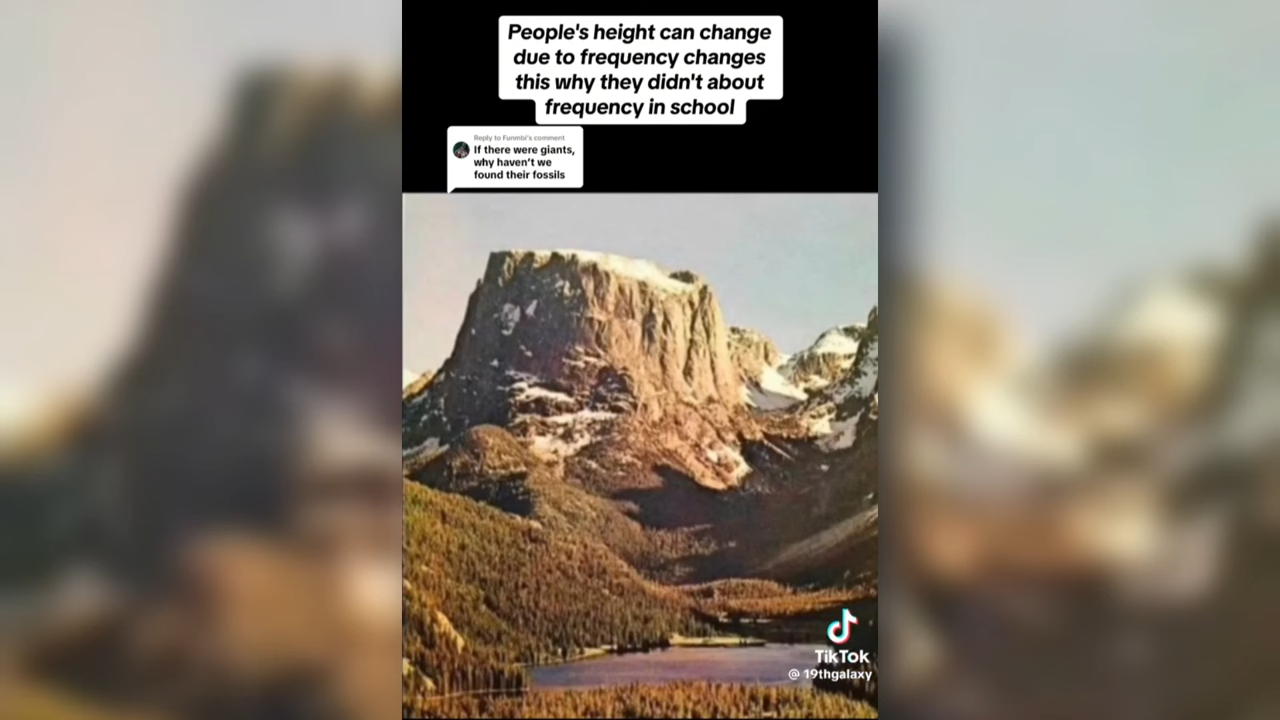 People's height can change
due to frequency changes
this why they didn't about
frequency in school
Reply to Funmbi's comment
If there were giants,
why haven't we
found their fossils
TikTok
@ 19thgalaxy